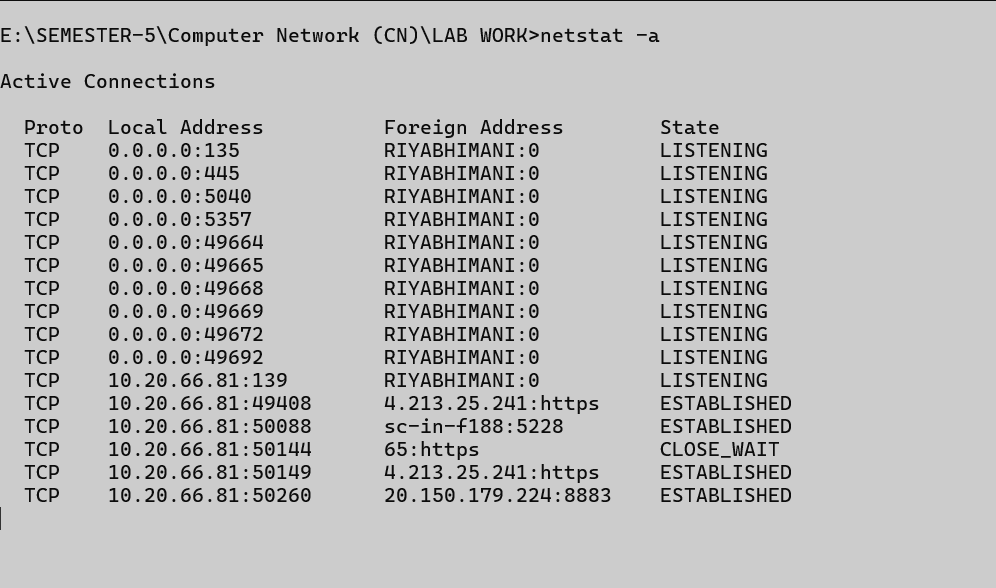 E:\SEMESTER-5\Computer Network (CN)\LAB WORK>netstat -a
Active Connections
Proto  Local Address          Foreign Address        State
TCP    0.0.0.0:135            RIYABHIMANI:0          LISTENING
TCP    0.0.0.0:445            RIYABHIMANI:0          LISTENING
TCP    0.0.0.0:5040           RIYABHIMANI:0          LISTENING
TCP    0.0.0.0:5357           RIYABHIMANI:0          LISTENING
TCP    0.0.0.0:49664          RIYABHIMANI:0          LISTENING
TCP    0.0.0.0:49665          RIYABHIMANI:0          LISTENING
TCP    0.0.0.0:49668          RIYABHIMANI:0          LISTENING
TCP    0.0.0.0:49669          RIYABHIMANI:0          LISTENING
TCP    0.0.0.0:49672          RIYABHIMANI:0          LISTENING
TCP    0.0.0.0:49692          RIYABHIMANI:0          LISTENING
TCP    10.20.66.81:139        RIYABHIMANI:0          LISTENING
TCP    10.20.66.81:49408      4.213.25.241:https     ESTABLISHED
TCP    10.20.66.81:50088      sc-in-f188:5228        ESTABLISHED
TCP    10.20.66.81:50144      65:https               CLOSE_WAIT
TCP    10.20.66.81:50149      4.213.25.241:https     ESTABLISHED
TCP    10.20.66.81:50260      20.150.179.224:8883    ESTABLISHED